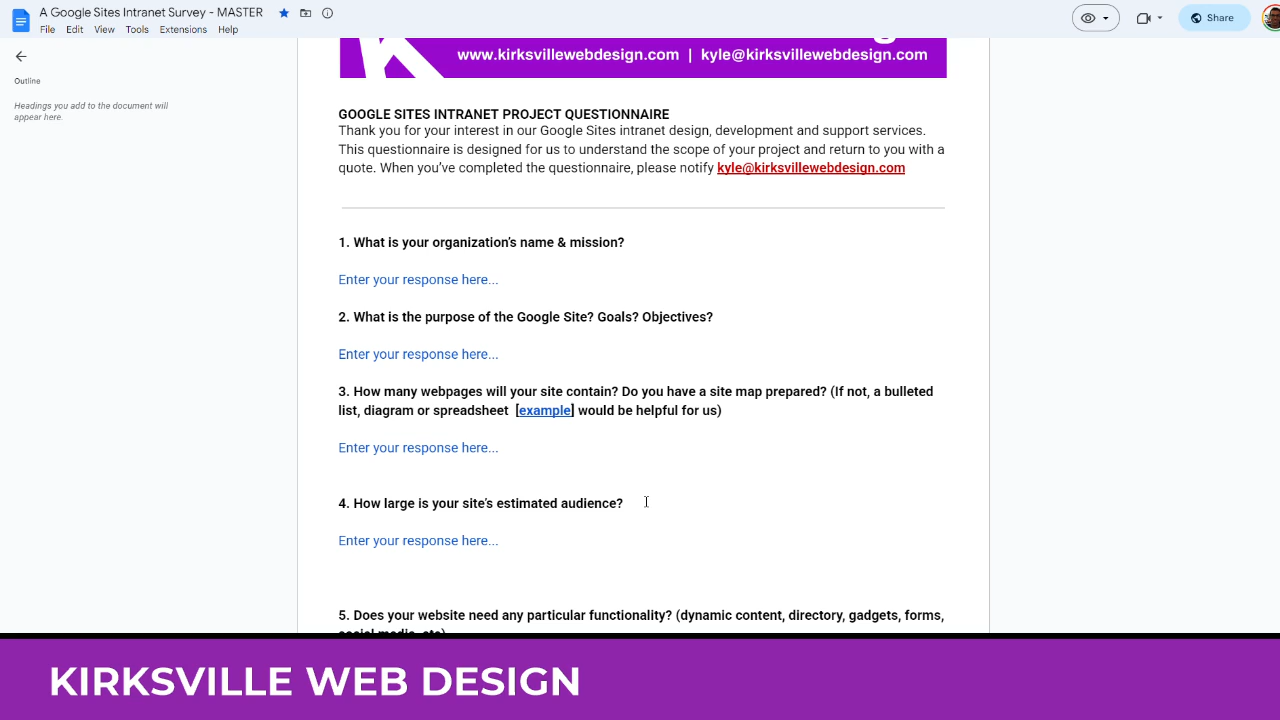 A Google Sites Intranet Survey - MASTER
File Edit View Tools Extensions Help
Share
Outline
Headings you add to the document will
appear here.
www.kirksvillewebdesign.com | kyle@kirksvillewebdesign.com
GOOGLE SITES INTRANET PROJECT QUESTIONNAIRE
Thank you for your interest in our Google Sites intranet design, development and support services.
This questionnaire is designed for us to understand the scope of your project and return to you with a
quote. When you’ve completed the questionnaire, please notify kyle@kirksvillewebdesign.com
1. What is your organization’s name & mission?
Enter your response here...
2. What is the purpose of the Google Site? Goals? Objectives?
Enter your response here...
3. How many webpages will your site contain? Do you have a site map prepared? (If not, a bulleted
list, diagram or spreadsheet [example] would be helpful for us)
Enter your response here...
4. How large is your site’s estimated audience?
Enter your response here...
5. Does your website need any particular functionality? (dynamic content, directory, gadgets, forms,
social media, etc)
KIRKSVILLE WEB DESIGN